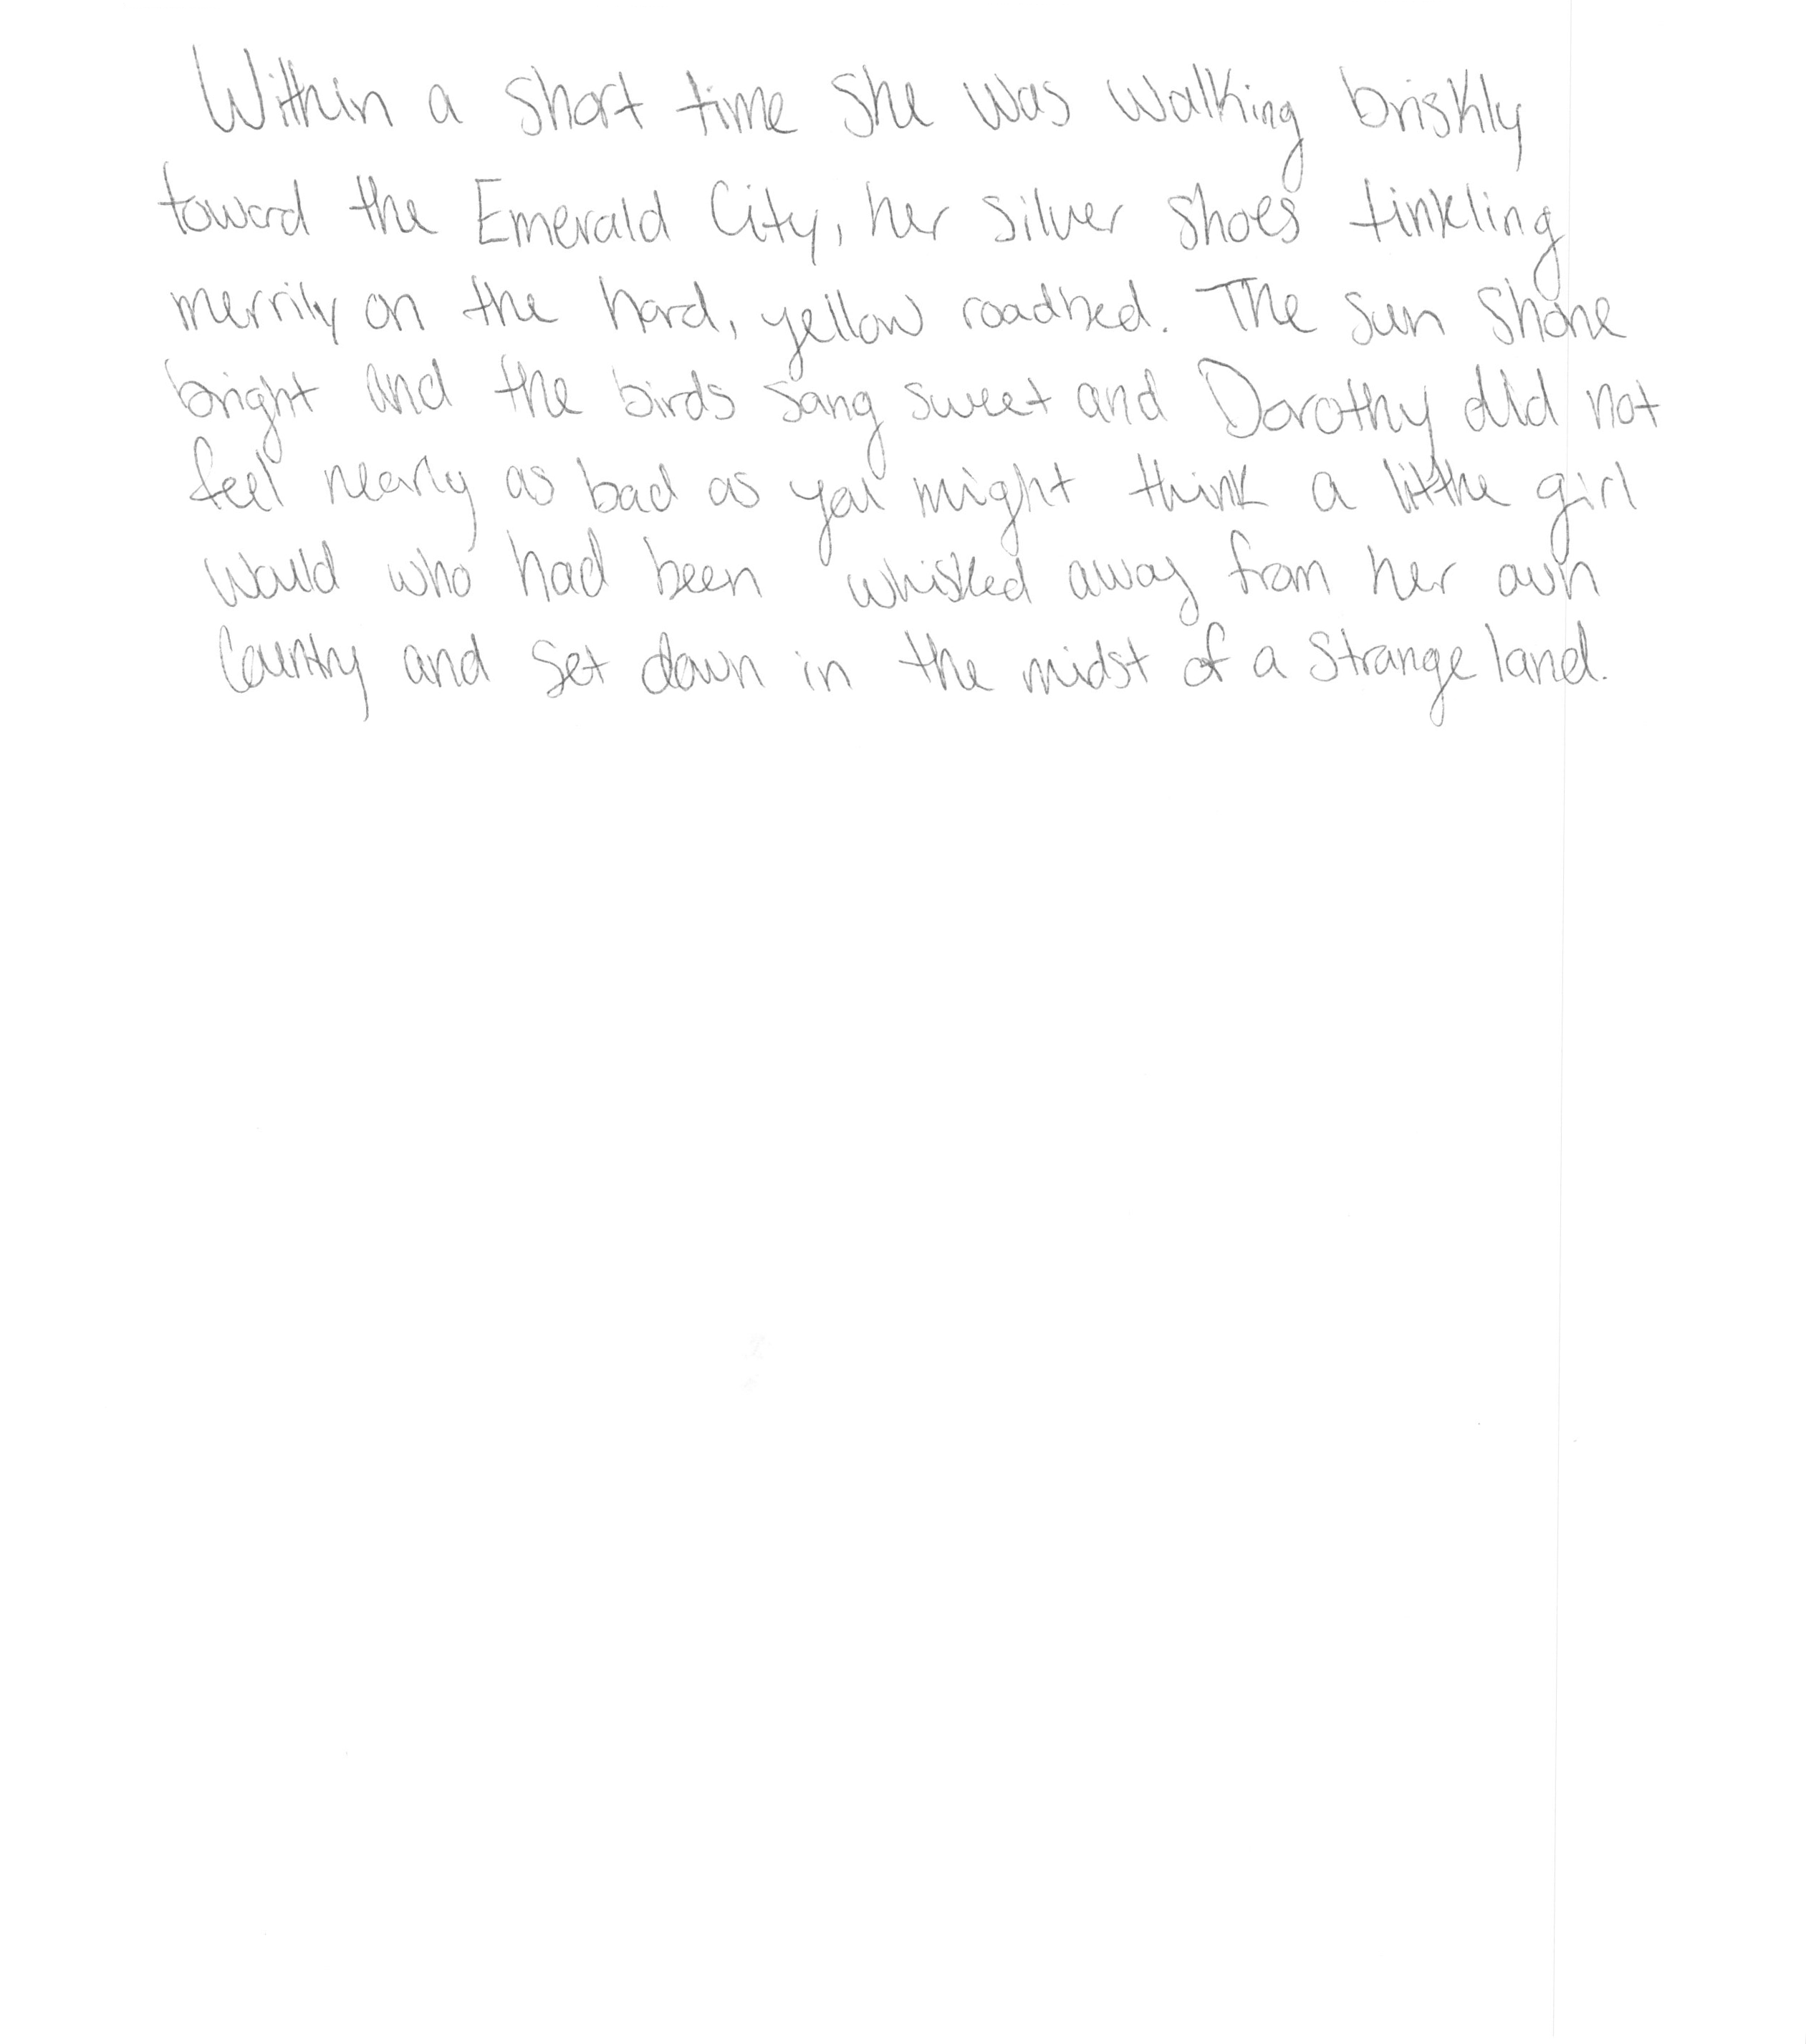 Within a short time she was walking briskly
toward the Emerald City, her silver shoes tinkling
merrily on the hard, yellow roadbed. The sun shone
bright and the birds sang sweet and Dorothy did not
feel nearly as bad as you might think a little girl
would who had been whisked away from her own
country and set down in the midst of a strange land.